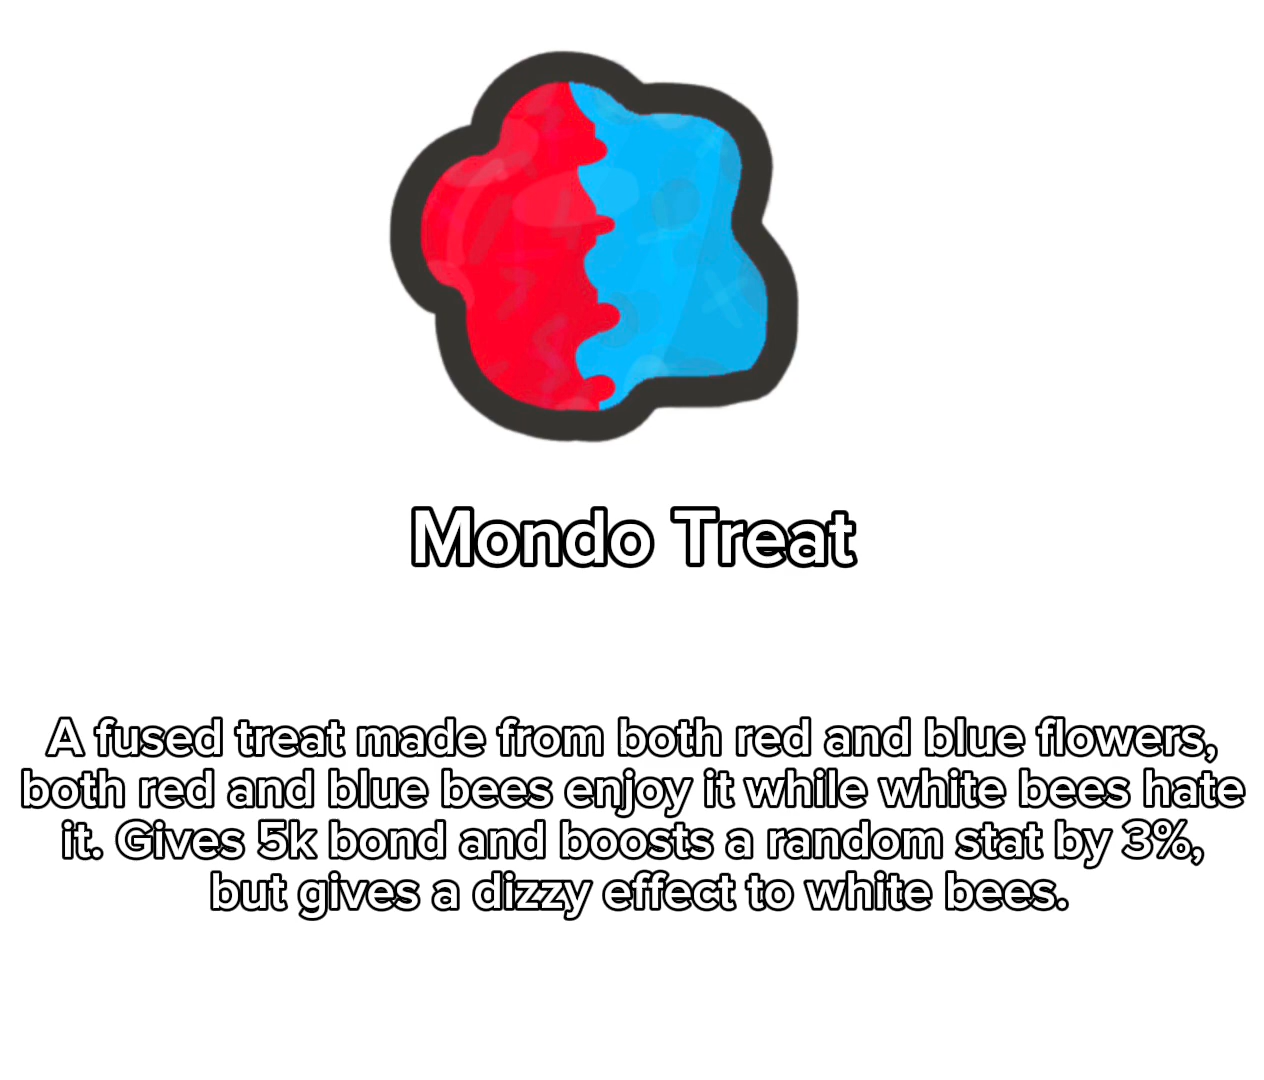 Mondo Treat
A fused treat made from both red and blue flowers,
both red and blue bees enjoy it while white bees hate
it. Gives 5k bond and boosts a random stat by 3%,
but gives a dizzy effect to white bees.